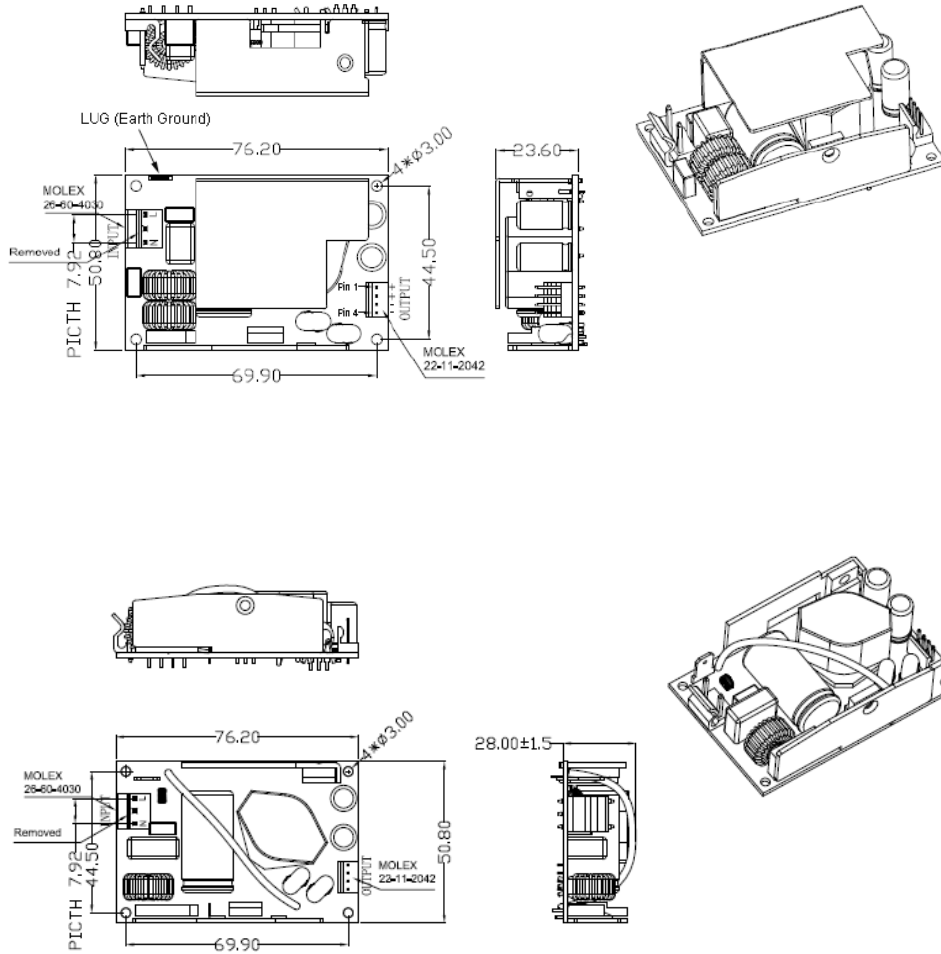 LUG (Earth Ground)
76.20
4*ø3.00
23.60
MOLEX
26-60-4030
Removed
INPUT
L
N
PICTH 7.92
50.80
44.50
Pin 1
+
+
-
-
Pin 4
OUTPUT
MOLEX
22-11-2042
69.90
76.20
4*ø3.00
28.00±1.5
MOLEX
26-60-4030
Removed
INPUT
L
N
PICTH 7.92
44.50
50.80
OUTPUT
MOLEX
22-11-2042
69.90